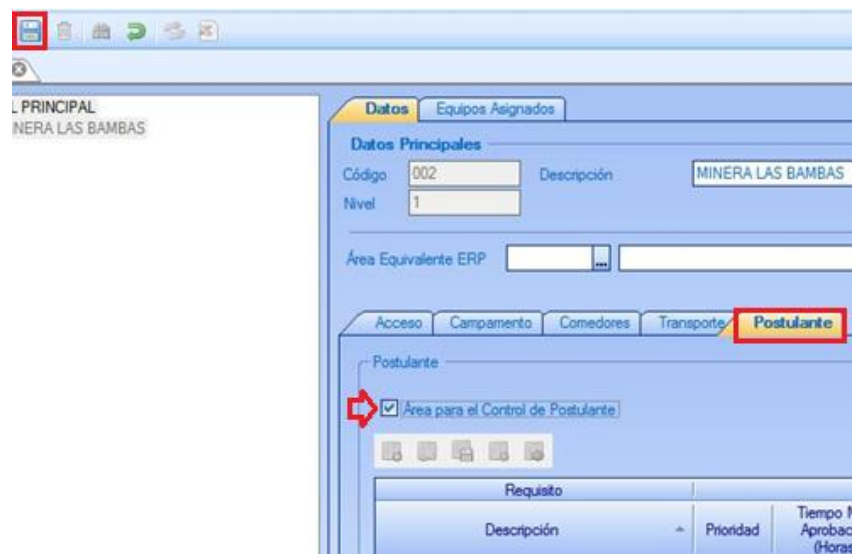 L PRINCIPAL
NERA LAS BAMBAS
Datos Equipos Asignados
Datos Principales
Código 002 Descripción MINERA LAS BAMBAS
Nivel 1
Área Equivalente ERP ...
Acceso Campamento Comedores Transporte Postulante
Postulante
Área para el Control de Postulante
Requisito
Descripción Prioridad Tiempo
Aprobac
(Horas